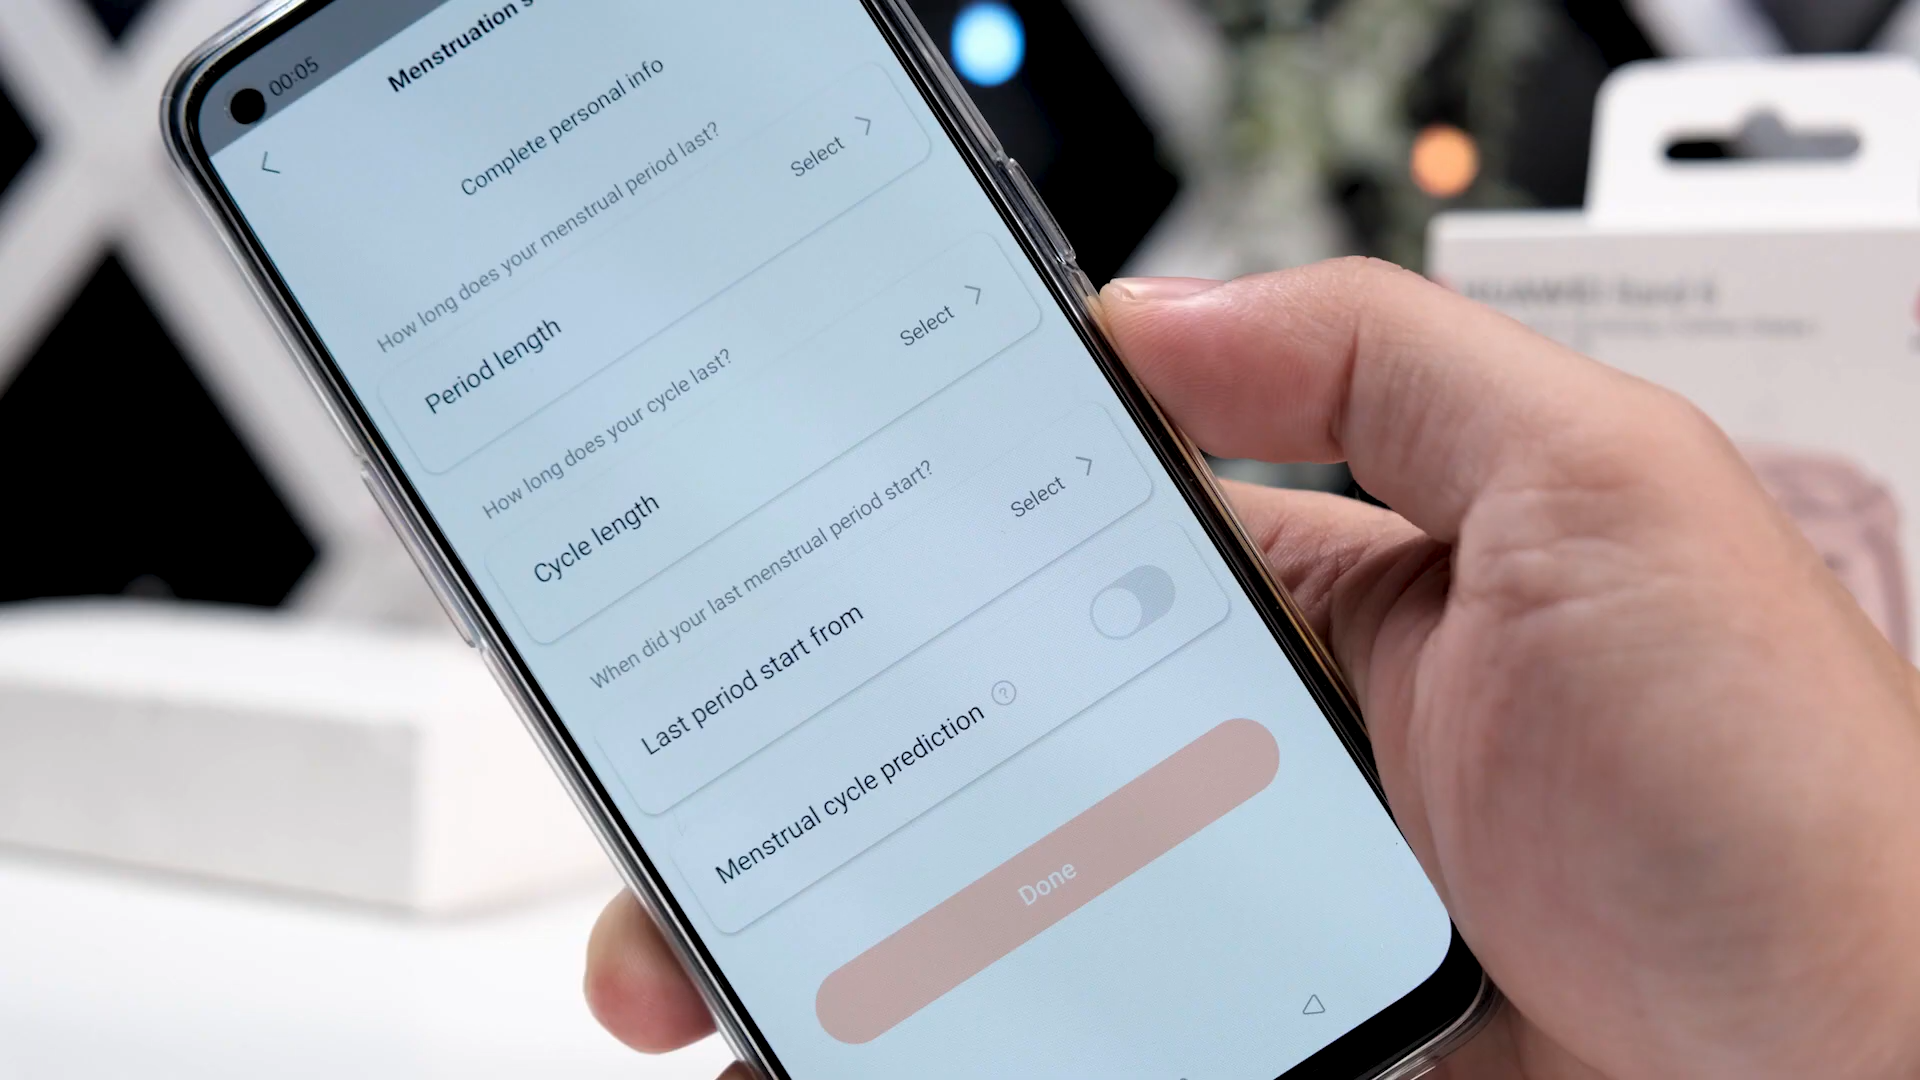 00:05
Menstruation s
Complete personal info
How long does your menstrual period last?
Period length
Select
How long does your cycle last?
Cycle length
Select
When did your last menstrual period start?
Last period start from
Select
Menstrual cycle prediction ?
Done